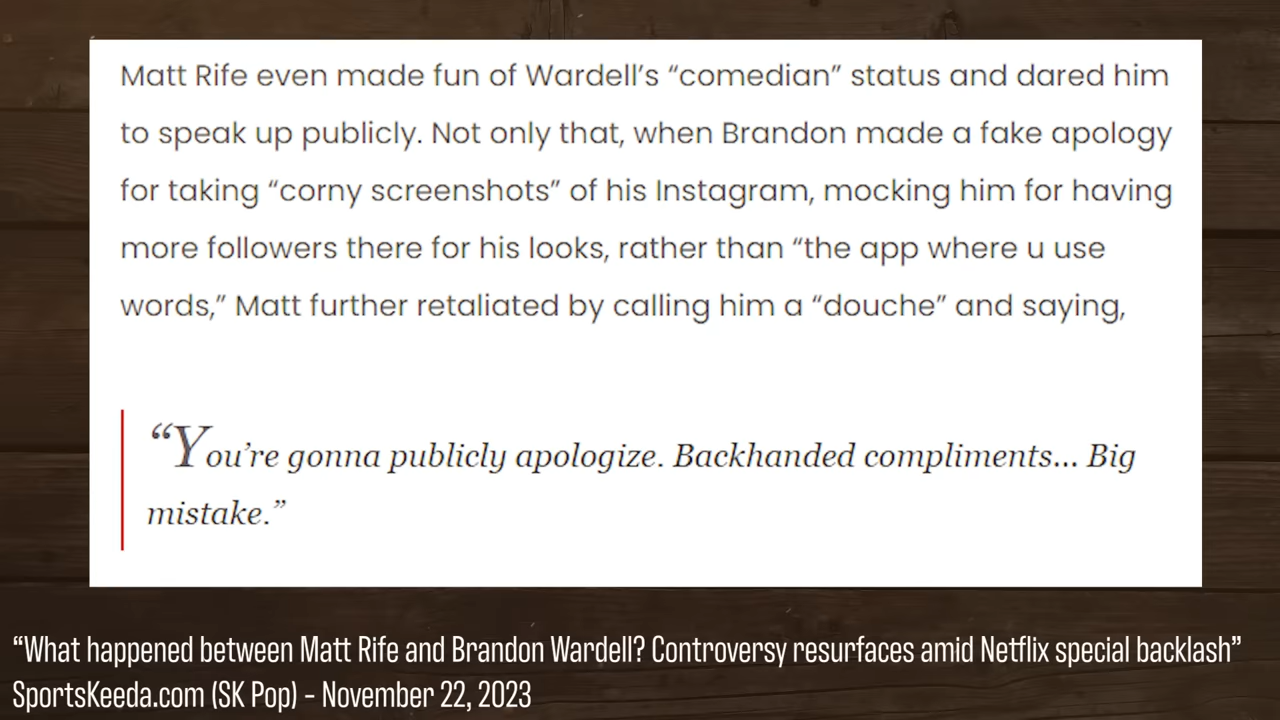 Matt Rife even made fun of Wardell’s “comedian” status and dared him
to speak up publicly. Not only that, when Brandon made a fake apology
for taking “corny screenshots” of his Instagram, mocking him for having
more followers there for his looks, rather than “the app where u use
words,” Matt further retaliated by calling him a “douche” and saying,
“You’re gonna publicly apologize. Backhanded compliments... Big
mistake.”
“What happened between Matt Rife and Brandon Wardell? Controversy resurfaces amid Netflix special backlash”
SportsKeeda.com (SK Pop) - November 22, 2023